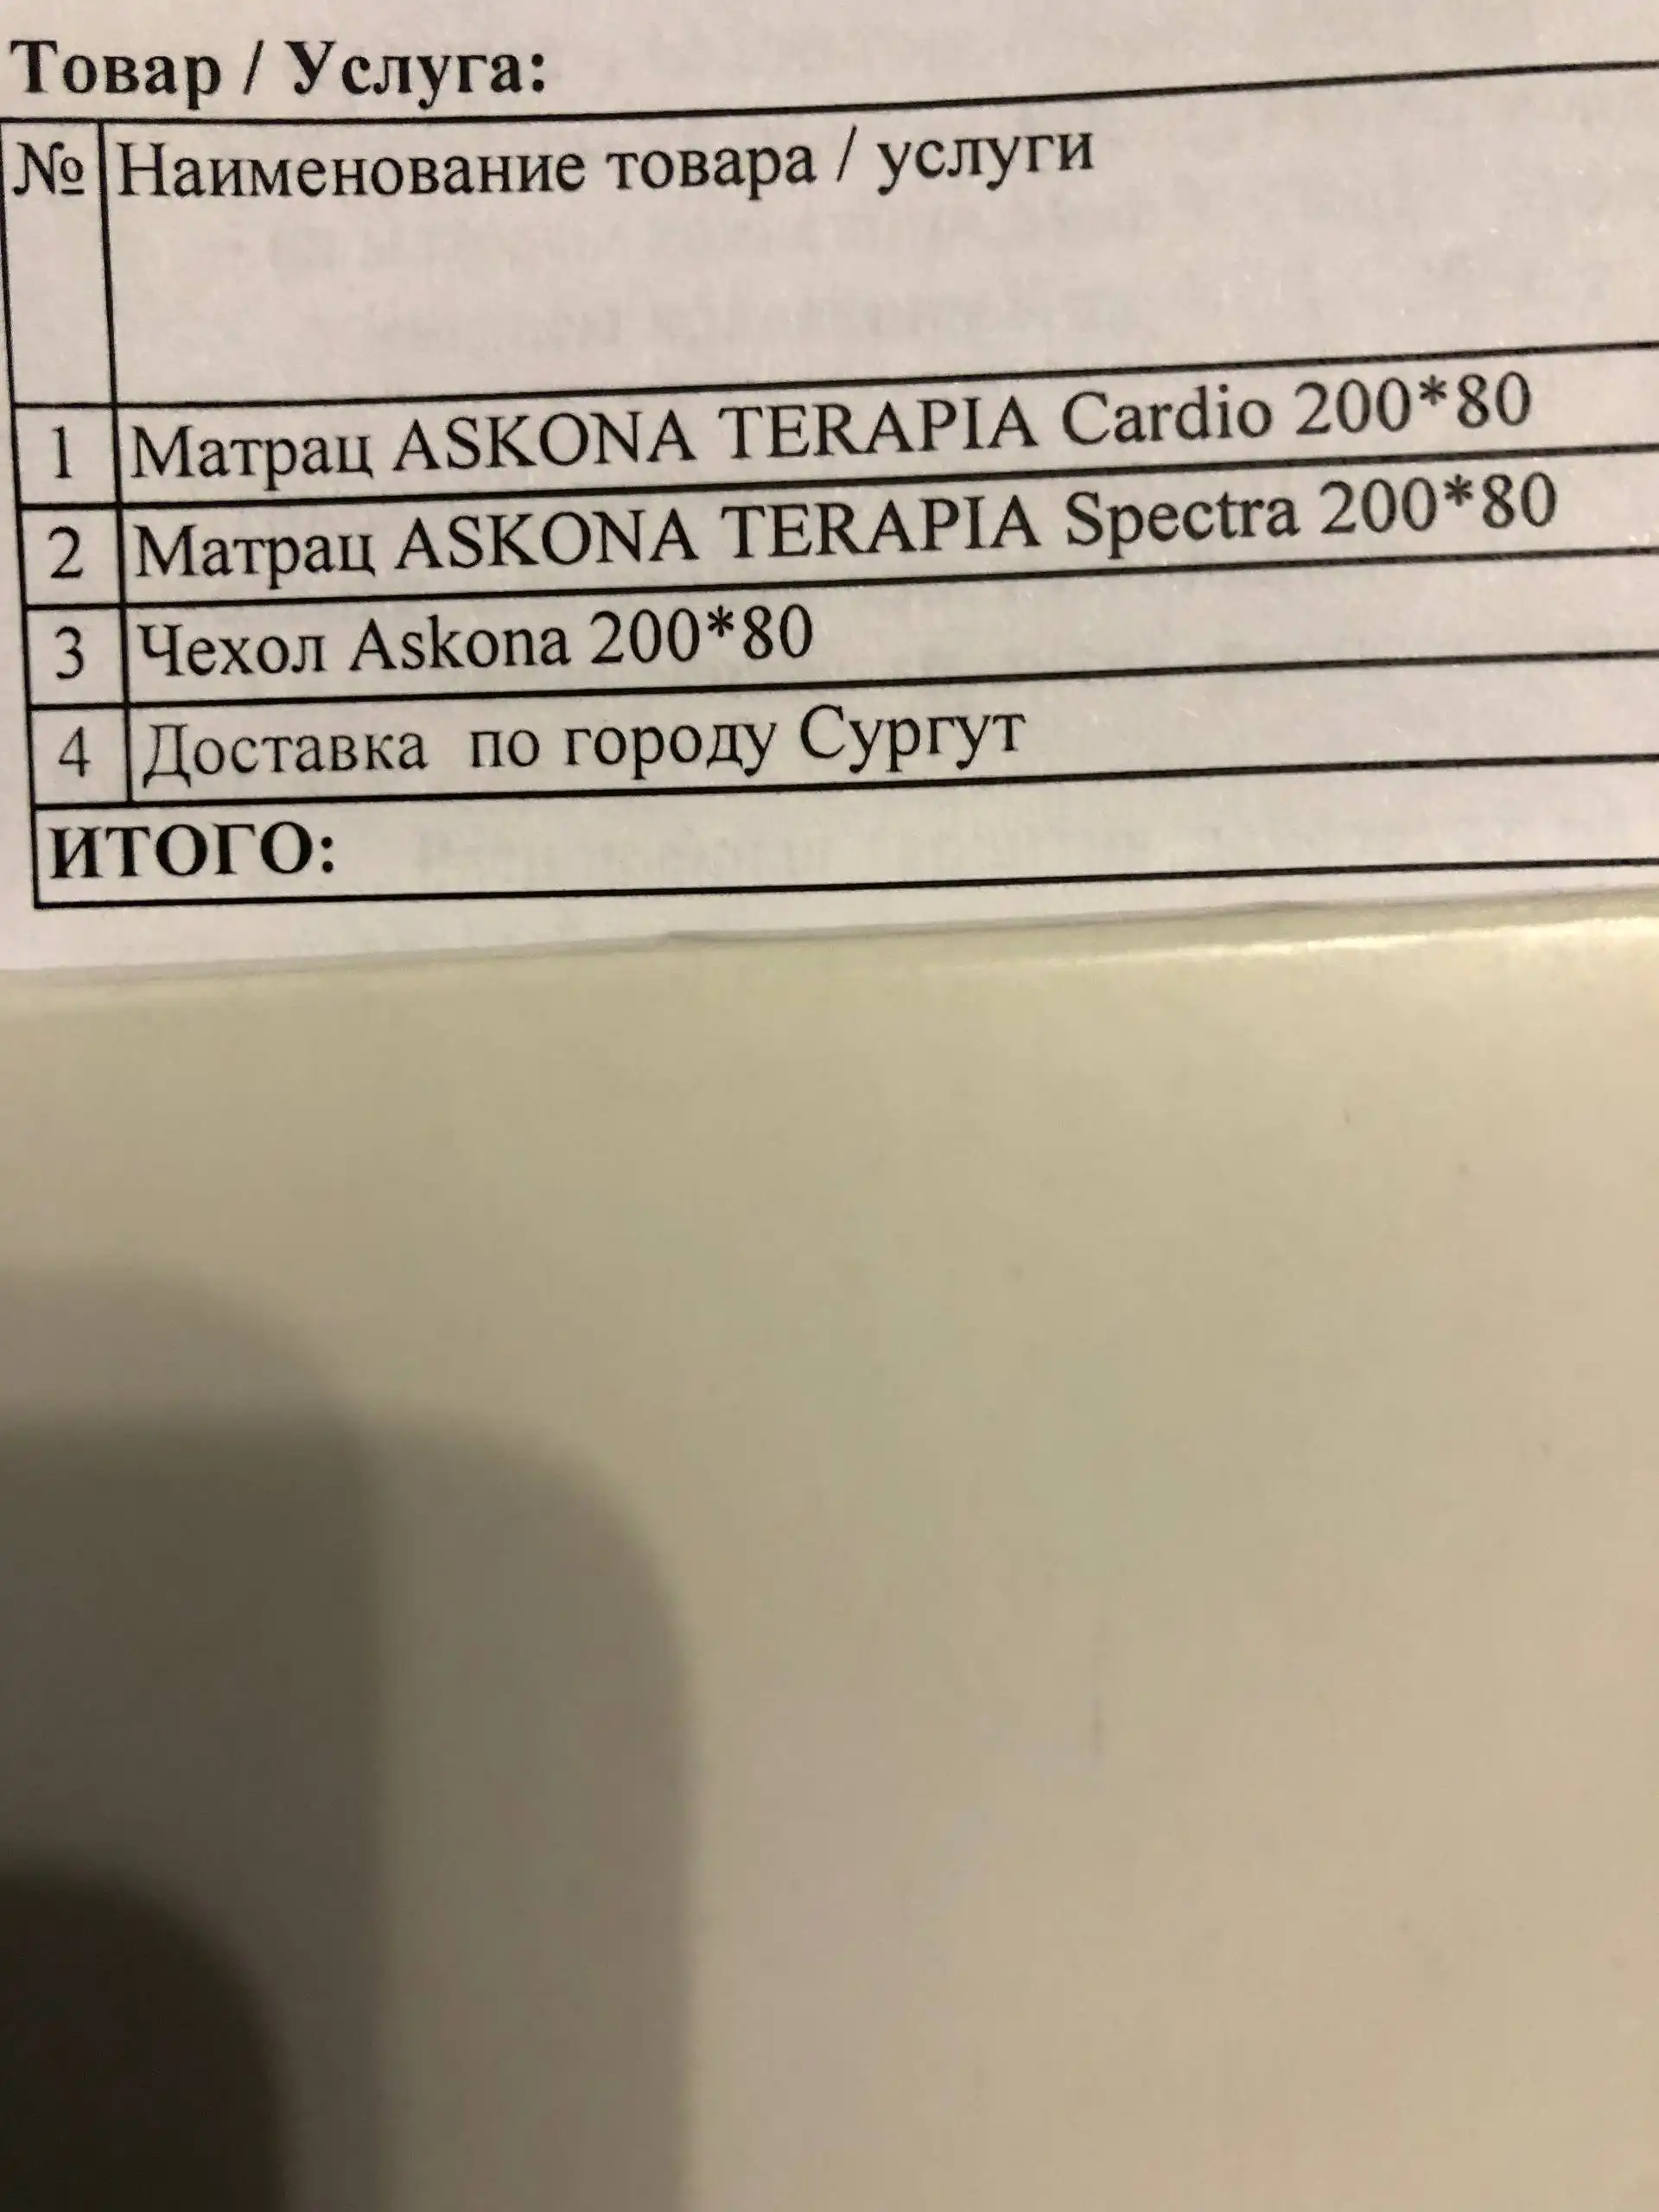 Товар / Услуга:
№ Наименование товара / услуги
1 Матрац ASKONA TERAPIA Cardio 200*80
2 Матрац ASKONA TERAPIA Spectra 200*80
3 Чехол Askona 200*80
4 Доставка по городу Сургут
ИТОГО: